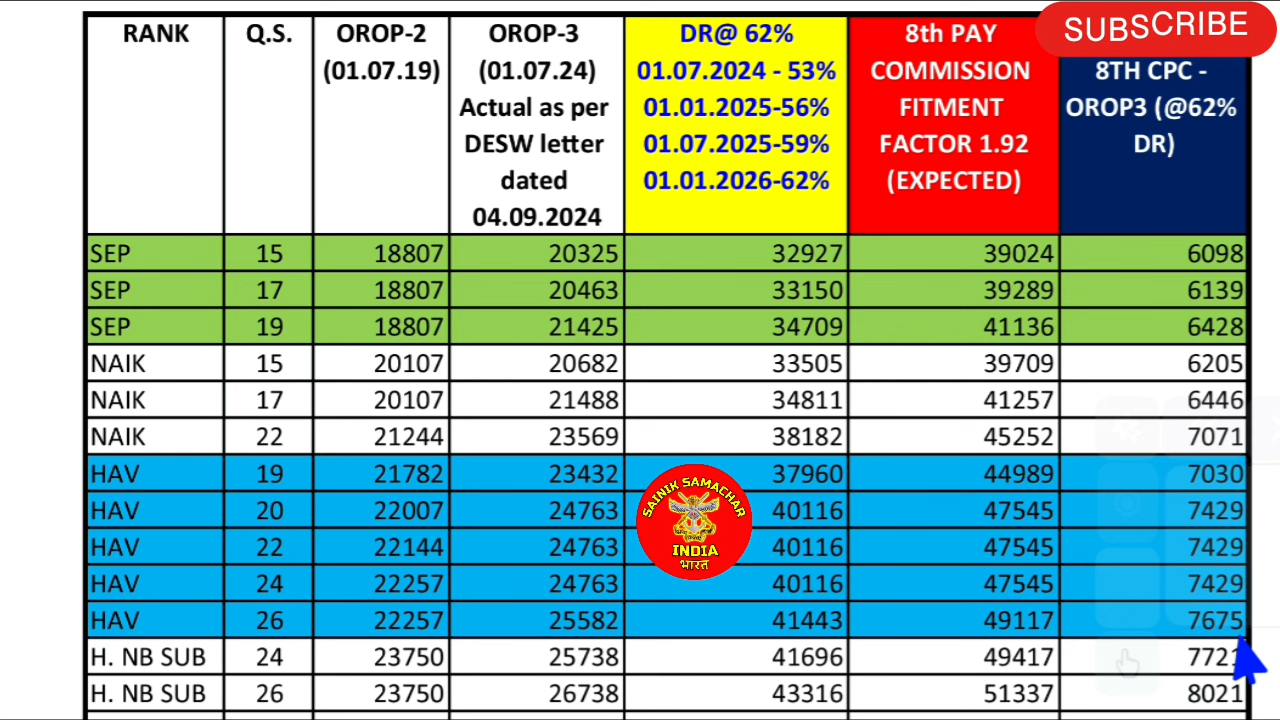 SUBSCRIBE
RANK Q.S. OROP-2 OROP-3 DR@ 62% 8th PAY
(01.07.19) (01.07.24) 01.07.2024 - 53% COMMISSION 8TH CPC -
Actual as per 01.01.2025-56% FITMENT OROP3 (@62%
DESW letter 01.07.2025-59% FACTOR 1.92 DR)
dated 01.01.2026-62% (EXPECTED)
04.09.2024
SEP 15 18807 20325 32927 39024 6098
SEP 17 18807 20463 33150 39289 6139
SEP 19 18807 21425 34709 41136 6428
NAIK 15 20107 20682 33505 39709 6205
NAIK 17 20107 21488 34811 41257 6446
NAIK 22 21244 23569 38182 45252 7071
HAV 19 21782 23432 37960 44989 7030
HAV 20 22007 24763 40116 47545 7429
HAV 22 22144 24763 40116 47545 7429
HAV 24 22257 24763 40116 47545 7429
HAV 26 22257 25582 41443 49117 7675
H. NB SUB 24 23750 25738 41696 49417 7721
H. NB SUB 26 23750 26738 43316 51337 8021
SAINIK SAMACHAR
INDIA
भारत